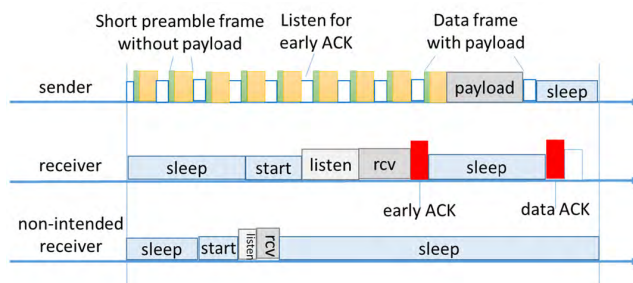 Short preamble frame
without payload
Listen for
early ACK
Data frame
with payload
sender
payload
sleep
receiver
sleep
start
listen
rcv
sleep
early ACK
data ACK
non-intended
receiver
sleep
start
listen
rcv
sleep